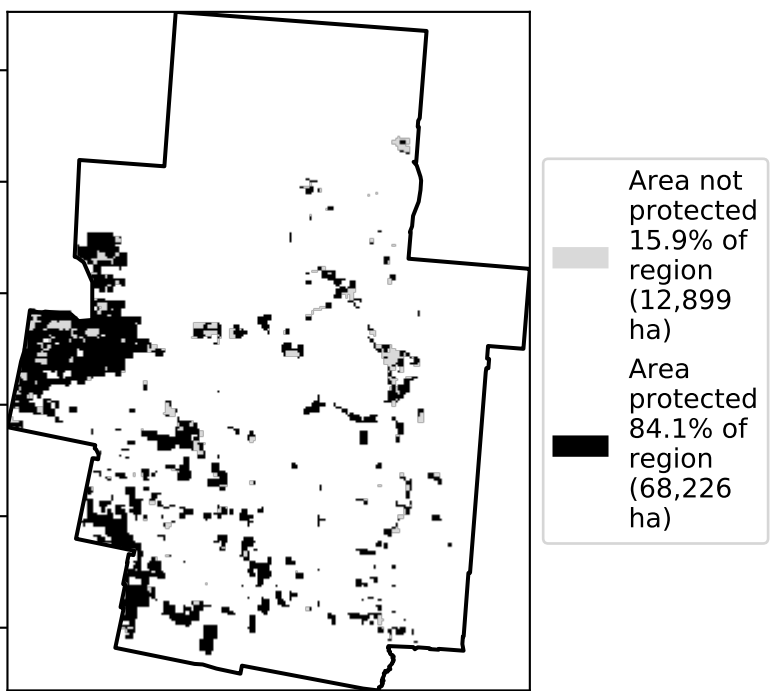 Area not
protected
15.9% of
region
(12,899
ha)
Area
protected
84.1% of
region
(68,226
ha)